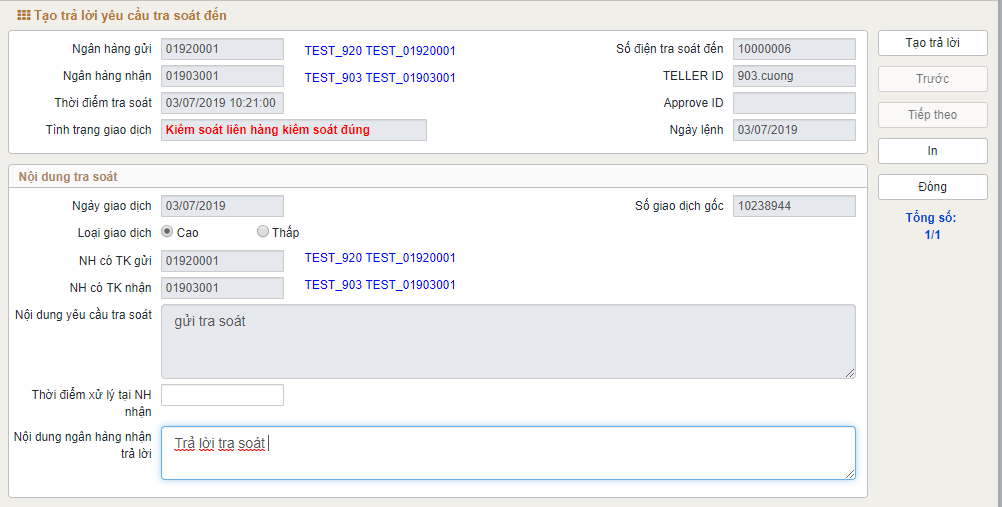 Tạo trả lời yêu cầu tra soát đến
Ngân hàng gửi 01920001 TEST_920 TEST_01920001 Số điện tra soát đến 10000006
Ngân hàng nhận 01903001 TEST_903 TEST_01903001 TELLER ID 903.cuong
Thời điểm tra soát 03/07/2019 10:21:00 Approve ID
Tình trạng giao dịch Kiểm soát liên hàng kiểm soát đúng Ngày lệnh 03/07/2019
Tạo trả lời
Trước
Tiếp theo
In
Đóng
Tổng số:
1/1
Nội dung tra soát
Ngày giao dịch 03/07/2019 Số giao dịch gốc 10238944
Loại giao dịch Cao Thấp
NH có TK gửi 01920001 TEST_920 TEST_01920001
NH có TK nhận 01903001 TEST_903 TEST_01903001
Nội dung yêu cầu tra soát gửi tra soát
Thời điểm xử lý tại NH
nhận
Nội dung ngân hàng nhận
trả lời
Trả lời tra soát